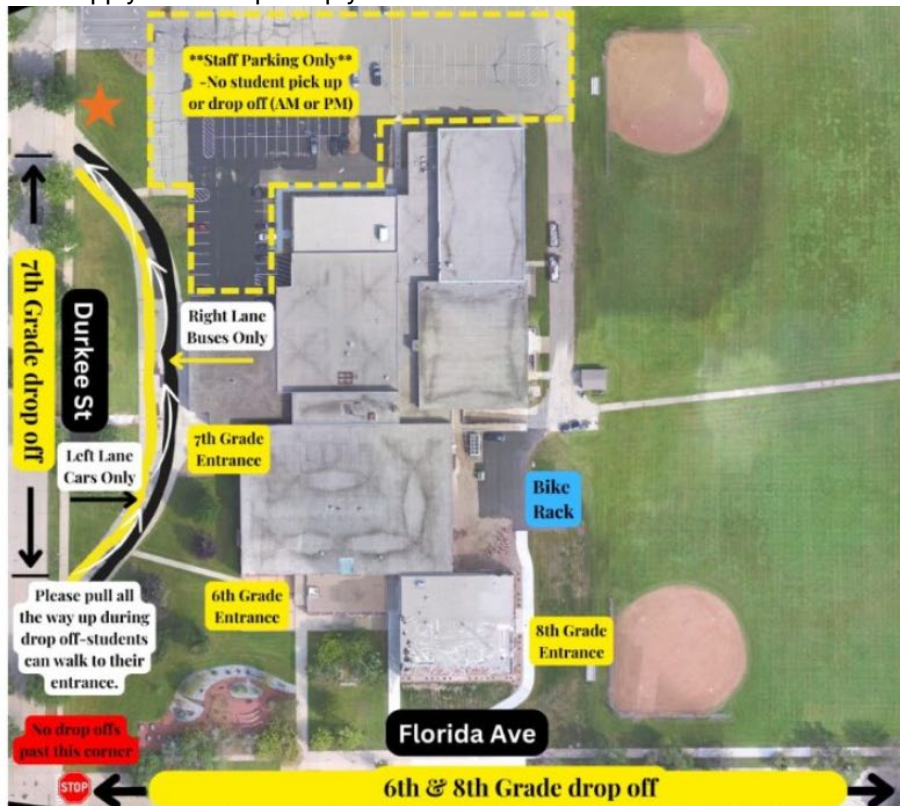 **Staff Parking Only**
-No student pick up
or drop off (AM or PM)
7th Grade drop off
Durkee St
Right Lane
Buses Only
Left Lane
Cars Only
7th Grade
Entrance
Bike
Rack
Please pull all
the way up during
drop off-students
can walk to their
entrance.
6th Grade
Entrance
8th Grade
Entrance
No drop offs
past this corner
Florida Ave
STOP
6th & 8th Grade drop off